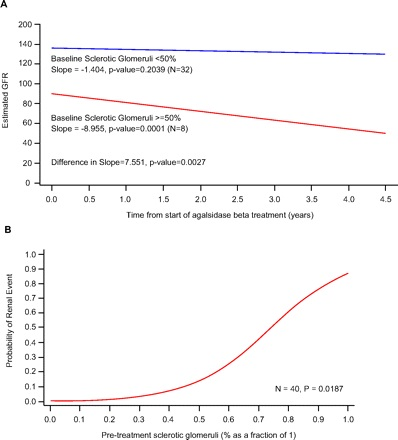 A
200
180
160
140
120
100
80
60
40
20
0
Estimated GFR
Baseline Sclerotic Glomeruli <50%
Slope = -1.404, p-value=0.2039 (N=32)
Baseline Sclerotic Glomeruli >=50%
Slope = -8.955, p-value=0.0001 (N=8)
Difference in Slope=7.551, p-value=0.0027
0.0 0.5 1.0 1.5 2.0 2.5 3.0 3.5 4.0 4.5
Time from start of agalsidase beta treatment (years)
B
1.0
0.9
0.8
0.7
0.6
0.5
0.4
0.3
0.2
0.1
0.0
Probability of Renal Event
N = 40, P = 0.0187
0.0 0.1 0.2 0.3 0.4 0.5 0.6 0.7 0.8 0.9 1.0
Pre-treatment sclerotic glomeruli (% as a fraction of 1)